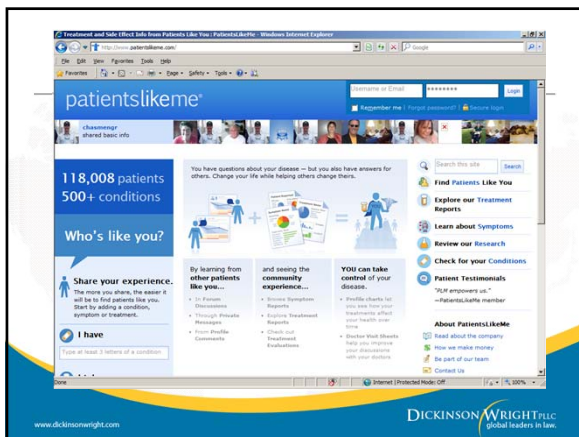 Treatment and Side Effect Info from Patients Like You : PatientsLikeMe - Windows Internet Explorer
http://www.patientslikeme.com/
Google
File Edit View Favorites Tools Help
Favorites
Page Safety Tools
patientslikeme
Username or Email
********
Login
Remember me | Forgot password? | Secure login
chasmengr
shared basic info
118,008 patients
500+ conditions
Who's like you?
Share your experience.
The more you share, the easier it
will be to find patients like you.
Start by adding a condition,
symptom or treatment.
I have
Type at least 3 letters of a condition
You have questions about your disease — but you also have answers for
others. Change your life while helping others change theirs.
By learning from
other patients
like you...
In Forum
Discussions
Through Private
Messages
From Profile
Comments
and seeing the
community
experience...
Browse Symptom
Reports
Explore Treatment
Reports
Check out
Treatment
Evaluations
YOU can take
control of your
disease.
Profile charts let
you see how your
treatments affect
your health over
time
Doctor Visit Sheets
help you improve
your discussions
with your doctors
Search this site
Search
Find Patients Like You
Explore our Treatment
Reports
Learn about Symptoms
Review our Research
Check for your Conditions
Patient Testimonials
"PLM empowers us."
—PatientsLikeMe member
About PatientsLikeMe
Read about the company
How we make money
Be part of our team
Contact Us
Done
Internet | Protected Mode: Off
100%
www.dickinsonwright.com
DICKINSON WRIGHT PLLC
global leaders in law.